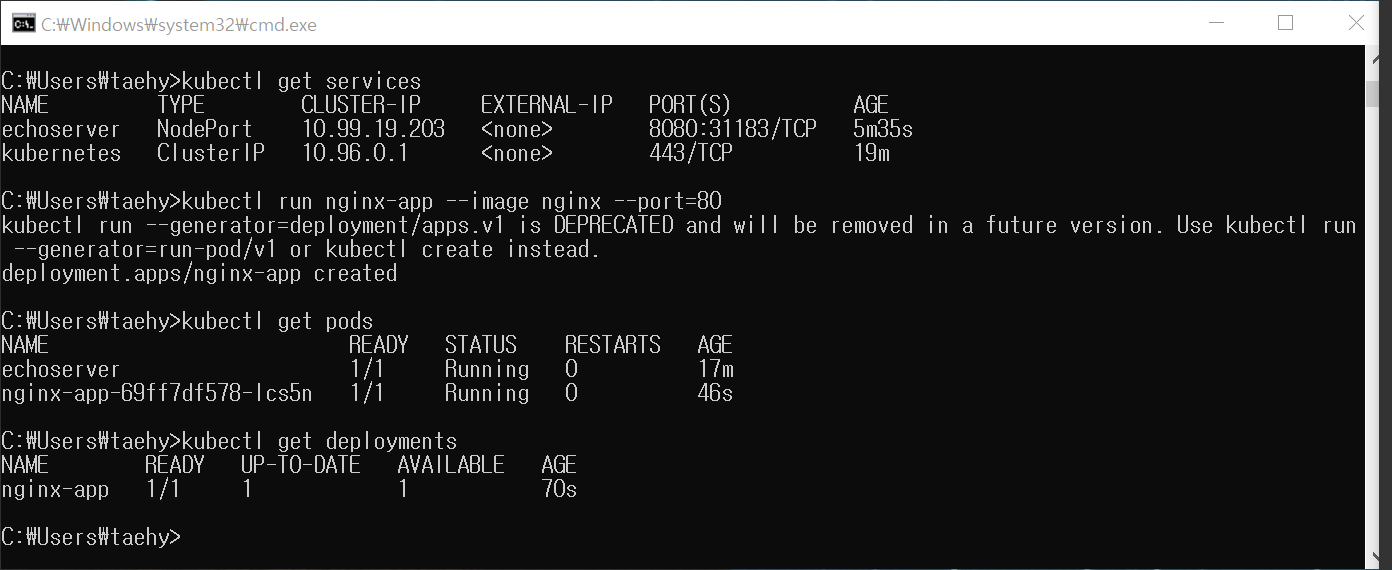 C:₩Windows₩system32₩cmd.exe
C:₩Users₩taehy>kubectl get services
NAME         TYPE        CLUSTER-IP     EXTERNAL-IP   PORT(S)          AGE
echoserver   NodePort    10.99.19.203   <none>        8080:31183/TCP   5m35s
kubernetes   ClusterIP   10.96.0.1      <none>        443/TCP          19m
C:₩Users₩taehy>kubectl run nginx-app --image nginx --port=80
kubectl run --generator=deployment/apps.v1 is DEPRECATED and will be removed in a future version. Use kubectl run
 --generator=run-pod/v1 or kubectl create instead.
deployment.apps/nginx-app created
C:₩Users₩taehy>kubectl get pods
NAME                         READY   STATUS    RESTARTS   AGE
echoserver                   1/1     Running   0          17m
nginx-app-69ff7df578-lcs5n   1/1     Running   0          46s
C:₩Users₩taehy>kubectl get deployments
NAME        READY   UP-TO-DATE   AVAILABLE   AGE
nginx-app   1/1     1            1           70s
C:₩Users₩taehy>